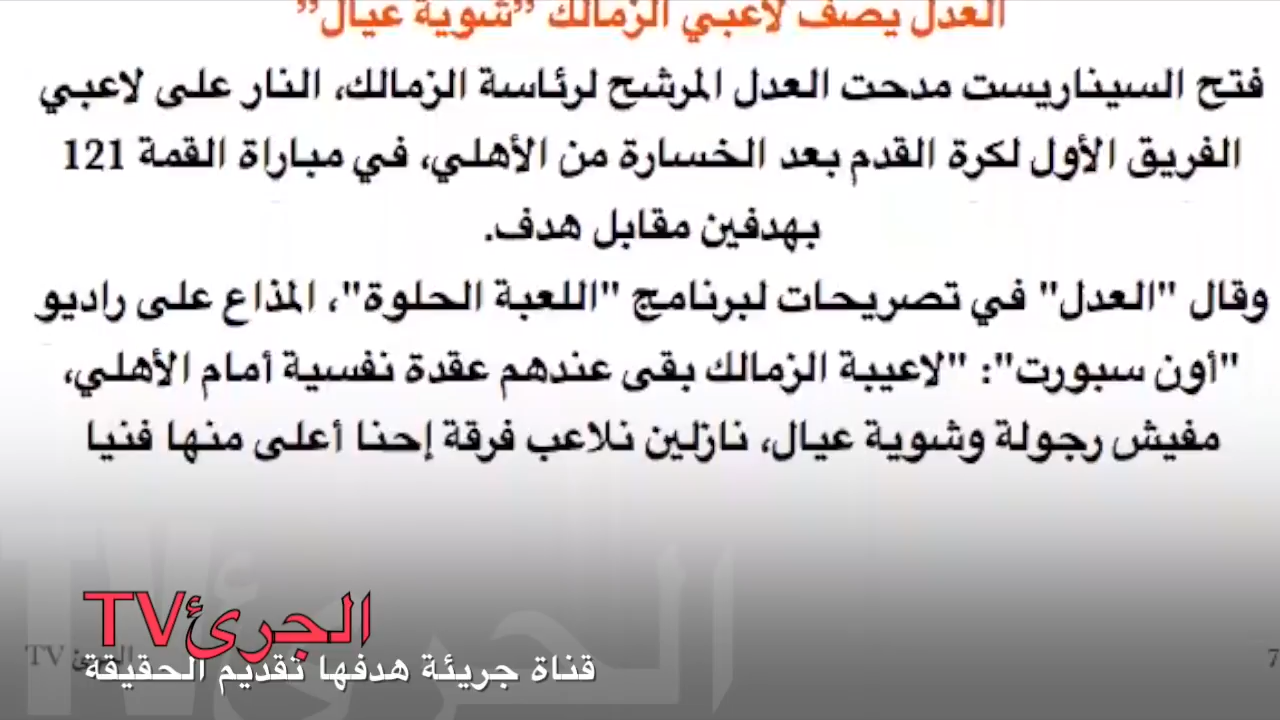 العدل يصف لاعبي الزمالك ”شوية عيال”
فتح السيناريست مدحت العدل المرشح لرئاسة الزمالك، النار على لاعبي
الفريق الأول لكرة القدم بعد الخسارة من الأهلي، في مباراة القمة 121
بهدفين مقابل هدف.
وقال "العدل" في تصريحات لبرنامج "اللعبة الحلوة"، المذاع على راديو
"أون سبورت": "لاعيبة الزمالك بقى عندهم عقدة نفسية أمام الأهلي،
مفيش رجولة وشوية عيال، نازلين نلاعب فرقة إحنا أعلى منها فنيا
الجرئ TV
قناة جريئة هدفها تقديم الحقيقة
الجرئ TV
7